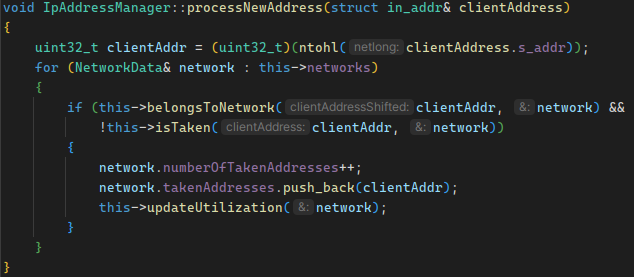 void IpAddressManager::processNewAddress(struct in_addr& clientAddress)
{
    uint32_t clientAddr = (uint32_t)(ntohl(netlong: clientAddress.s_addr));
    for (NetworkData& network : this->networks)
    {
        if (this->belongsToNetwork(clientAddressShifted: clientAddr, &: network) &&
            !this->isTaken(clientAddress: clientAddr, &: network))
        {
            network.numberOfTakenAddresses++;
            network.takenAddresses.push_back(clientAddr);
            this->updateUtilization(&: network);
        }
    }
}